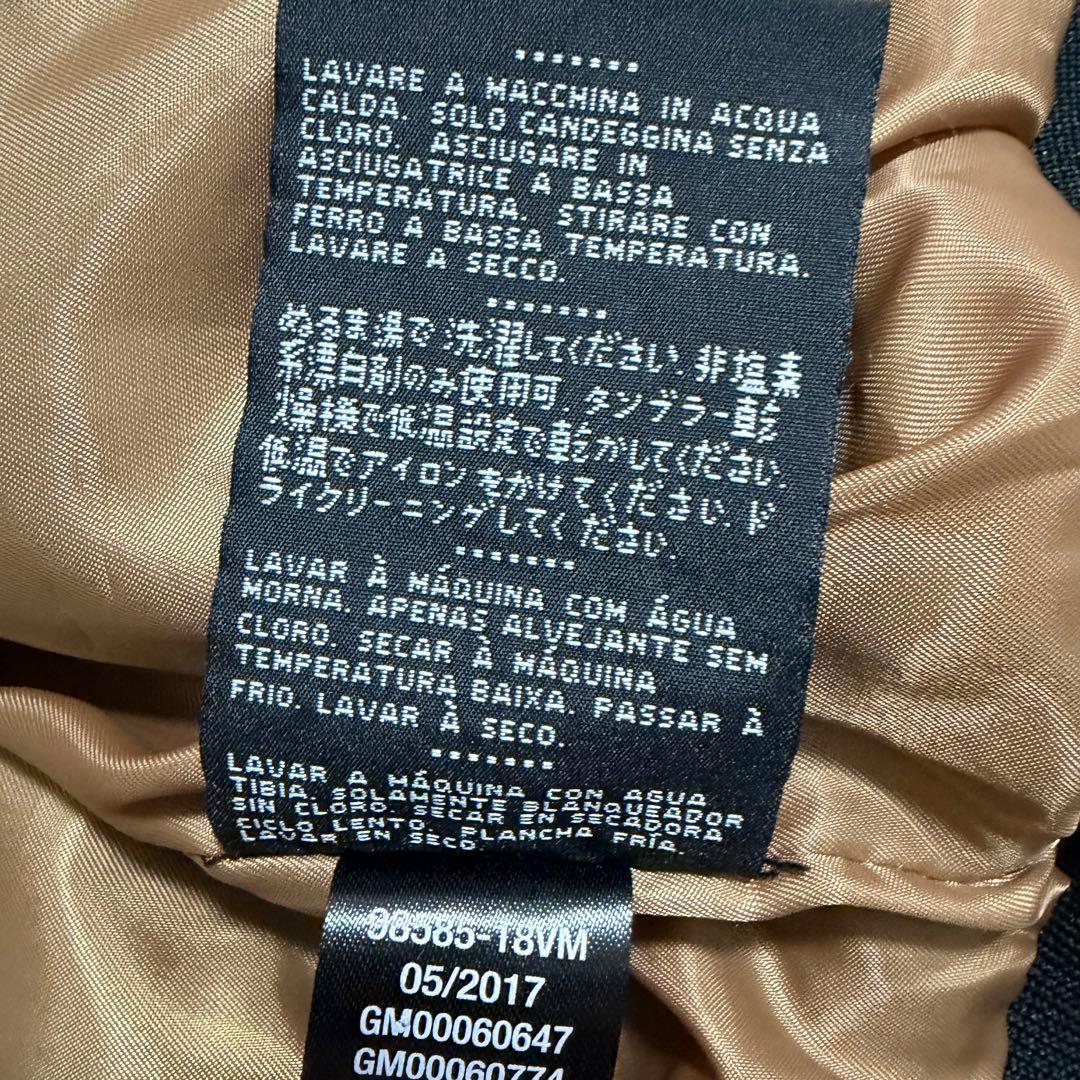 LAVARE A MACCHINA IN ACQUA
CALDA. SOLO CANDEGGINA SENZA
CLORO. ASCIUGARE IN
ASCIUGATRICE A BASSA
TEMPERATURA. STIRARE CON
FERRO A BASSA TEMPERATURA.
LAVARE A SECCO.
ぬるま湯で洗濯してください. 非塩素
系漂白剤のみ使用可. タンブラー乾
燥機で低温設定で乾かしてください.
低温でアイロンをかけてください. ド
ライクリーニングしてください.
LAVAR À MÁQUINA COM ÁGUA
MORNA. APENAS ALVEJANTE SEM
CLORO. SECAR À MÁQUINA
TEMPERATURA BAIXA. PASSAR À
FRIO. LAVAR À SECO.
LAVAR A MÁQUINA CON AGUA
TIBIA. SOLAMENTE BLANQUEADOR
SIN CLORO. SECAR EN SECADORA
CICLO LENTO. PLANCHA FRÍA.
LAVAR EN SECO.
98585-18VM
05/2017
GM00060647
GM00060774